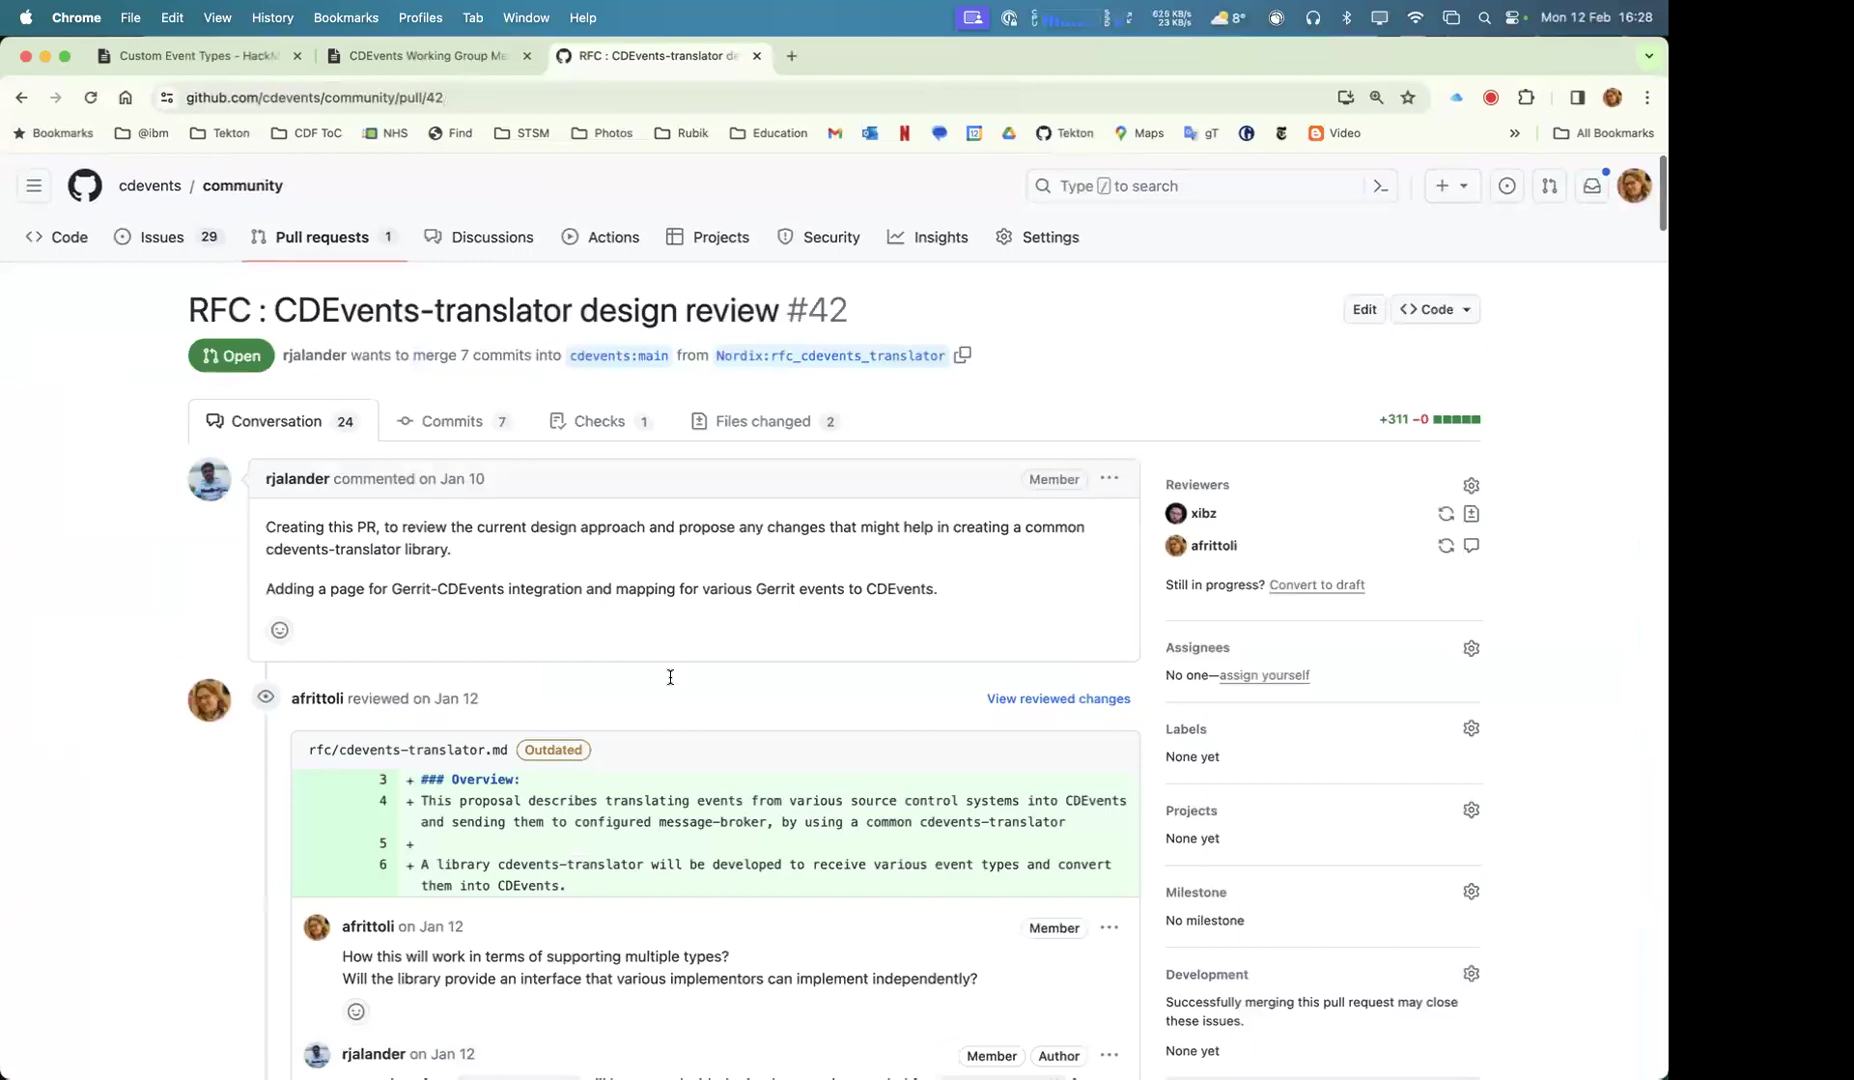 Chrome File Edit View History Bookmarks Profiles Tab Window Help 8° Mon 12 Feb 16:28
Custom Event Types - Hack CDEvents Working Group Me RFC : CDEvents-translator de
github.com/cdevents/community/pull/42
Bookmarks @ibm Tekton CDF ToC NHS Find STSM Photos Rubik Education Tekton Maps gT Video » All Bookmarks
cdevents / community Type / to search
Code Issues 29 Pull requests 1 Discussions Actions Projects Security Insights Settings
RFC : CDEvents-translator design review #42 Edit Code
Open rjalander wants to merge 7 commits into cdevents:main from Nordix:rfc_cdevents_translator
Conversation 24 Commits 7 Checks 1 Files changed 2 +311 −0
rjalander commented on Jan 10 Member
Creating this PR, to review the current design approach and propose any changes that might help in creating a common
cdevents-translator library.
Adding a page for Gerrit-CDEvents integration and mapping for various Gerrit events to CDEvents.
afrittoli reviewed on Jan 12 View reviewed changes
rfc/cdevents-translator.md Outdated
3 + ### Overview:
4 + This proposal describes translating events from various source control systems into CDEvents
and sending them to configured message-broker, by using a common cdevents-translator
5 +
6 + A library cdevents-translator will be developed to receive various event types and convert
them into CDEvents.
afrittoli on Jan 12 Member
How this will work in terms of supporting multiple types?
Will the library provide an interface that various implementors can implement independently?
rjalander on Jan 12 Member Author
Reviewers
xibz
afrittoli
Still in progress? Convert to draft
Assignees
No one—assign yourself
Labels
None yet
Projects
None yet
Milestone
No milestone
Development
Successfully merging this pull request may close
these issues.
None yet